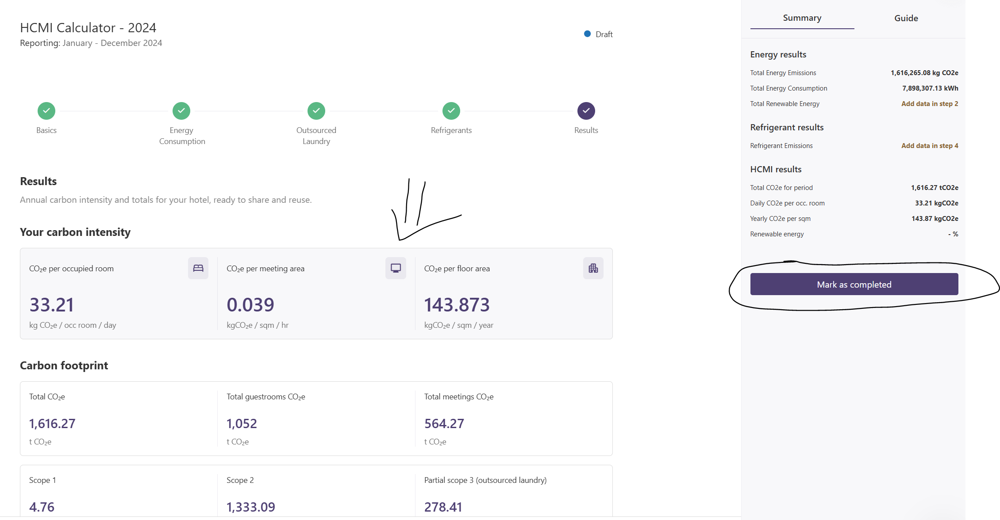 HCMI Calculator - 2024
Reporting: January - December 2024
Draft
Basics
Energy
Consumption
Outsourced
Laundry
Refrigerants
Results
Results
Annual carbon intensity and totals for your hotel, ready to share and reuse.
Your carbon intensity
CO₂e per occupied room
33.21
kg CO₂e / occ room / day
CO₂e per meeting area
0.039
kgCO₂e / sqm / hr
CO₂e per floor area
143.873
kgCO₂e / sqm / year
Carbon footprint
Total CO₂e
1,616.27
t CO₂e
Total guestrooms CO₂e
1,052
t CO₂e
Total meetings CO₂e
564.27
t CO₂e
Scope 1
4.76
Scope 2
1,333.09
Partial scope 3 (outsourced laundry)
278.41
Summary
Guide
Energy results
Total Energy Emissions 1,616,265.08 kg CO2e
Total Energy Consumption 7,898,307.13 kWh
Total Renewable Energy Add data in step 2
Refrigerant results
Refrigerant Emissions Add data in step 4
HCMI results
Total CO2e for period 1,616.27 tCO2e
Daily CO2e per occ. room 33.21 kgCO2e
Yearly CO2e per sqm 143.87 kgCO2e
Renewable energy - %
Mark as completed